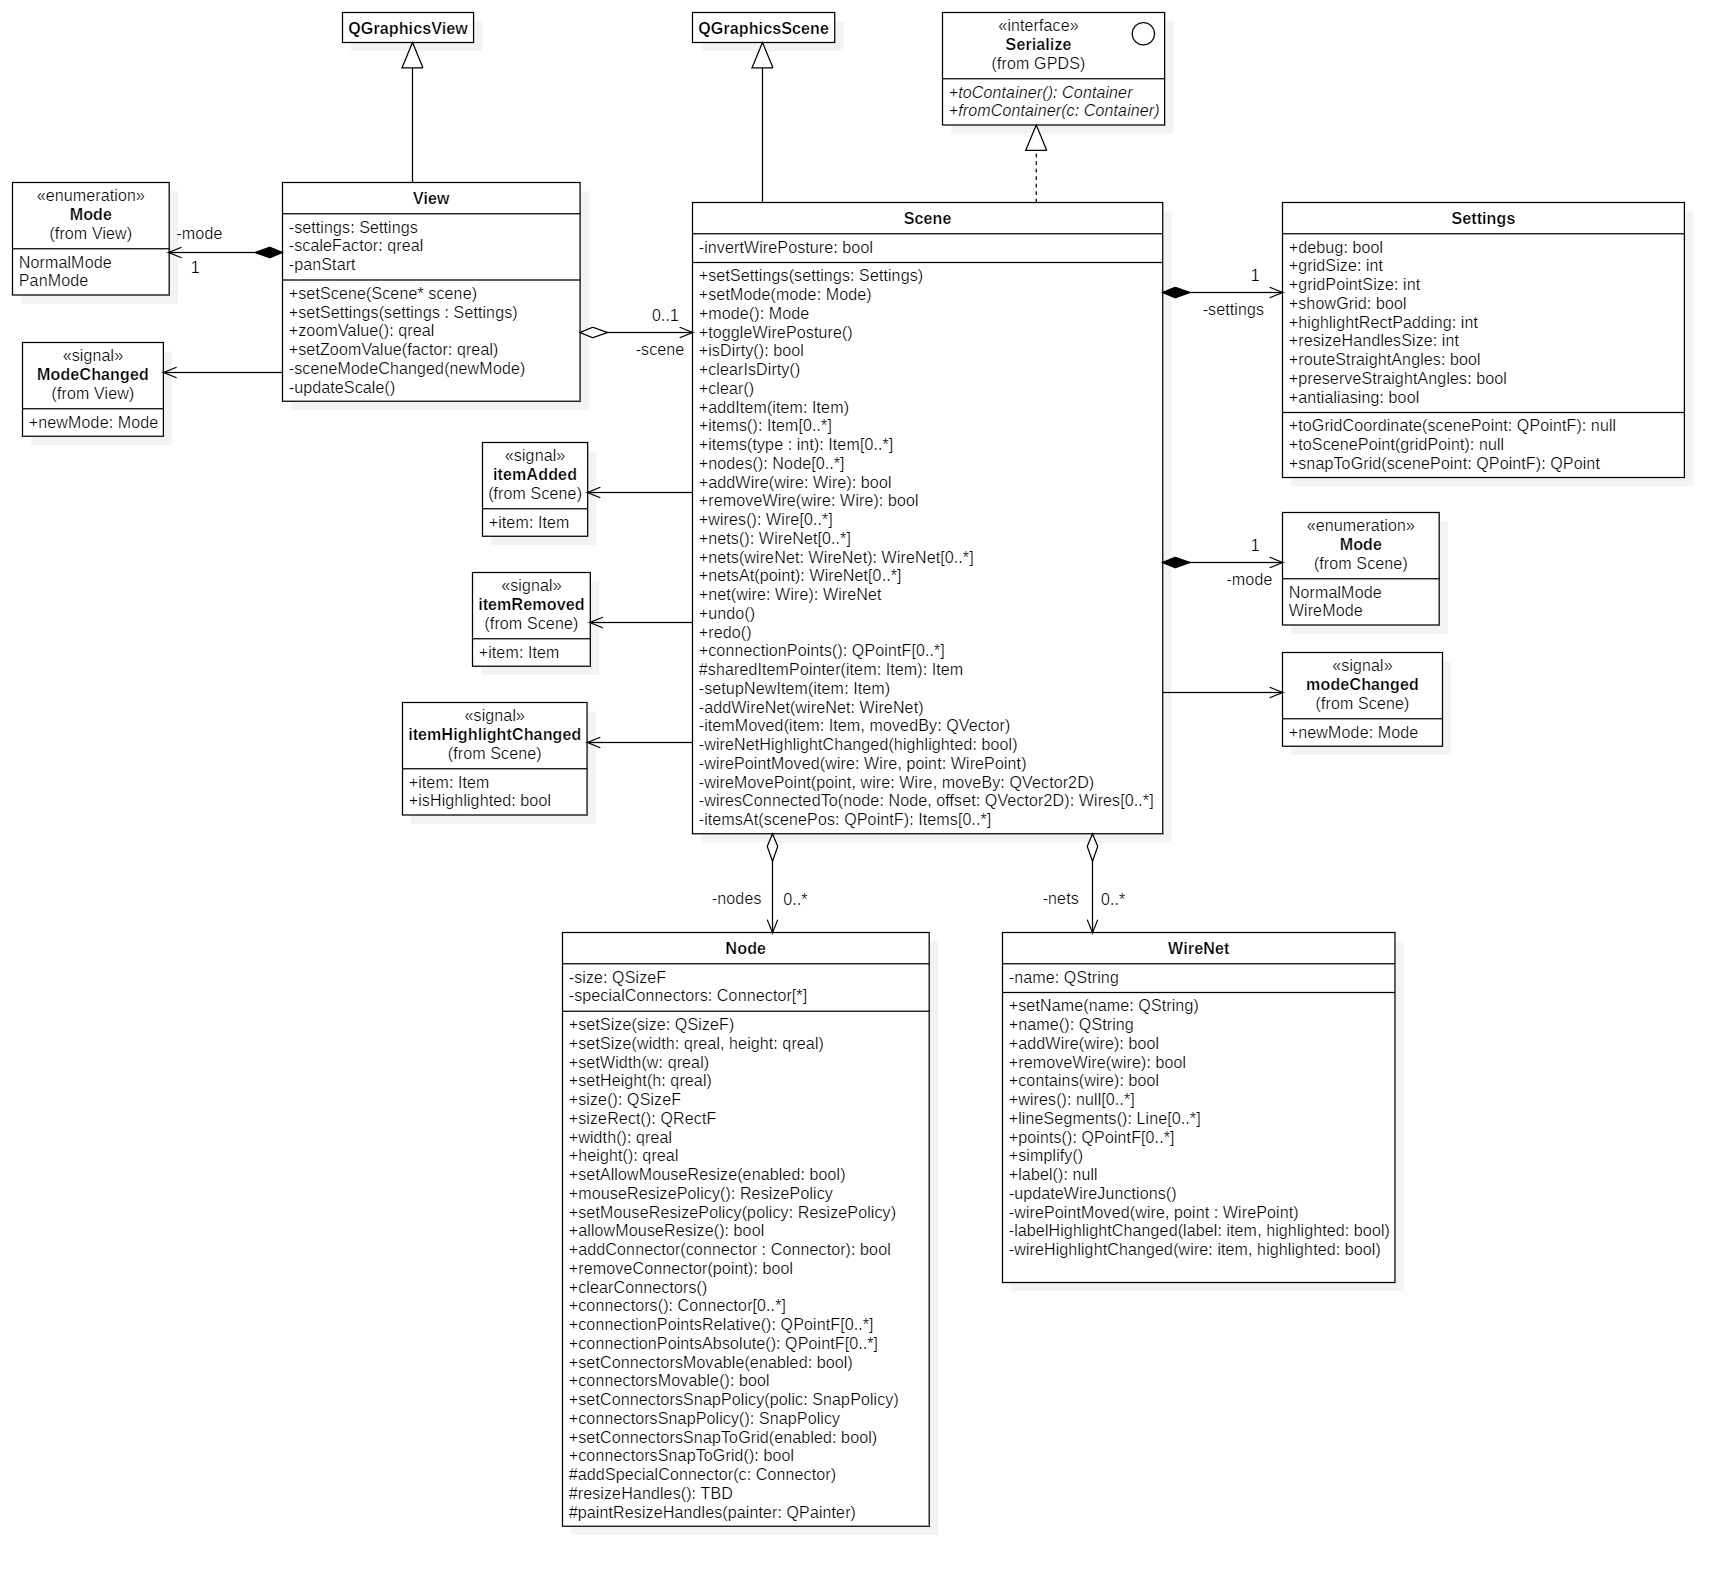 QGraphicsView
QGraphicsScene
«interface»
Serialize
(from GPDS)
+toContainer(): Container
+fromContainer(c: Container)
«enumeration»
Mode
(from View)
NormalMode
PanMode
-mode
1
View
-settings: Settings
-scaleFactor: qreal
-panStart
+setScene(Scene* scene)
+setSettings(settings : Settings)
+zoomValue(): qreal
+setZoomValue(factor: qreal)
-sceneModeChanged(newMode)
-updateScale()
«signal»
ModeChanged
(from View)
+newMode: Mode
0..1
-scene
Scene
-invertWirePosture: bool
+setSettings(settings: Settings)
+setMode(mode: Mode)
+mode(): Mode
+toggleWirePosture()
+isDirty(): bool
+clearIsDirty()
+clear()
+addItem(item: Item)
+items(): Item[0..*]
+items(type : int): Item[0..*]
+nodes(): Node[0..*]
+addWire(wire: Wire): bool
+removeWire(wire: Wire): bool
+wires(): Wire[0..*]
+nets(): WireNet[0..*]
+nets(wireNet: WireNet): WireNet[0..*]
+netsAt(point): WireNet[0..*]
+net(wire: Wire): WireNet
+undo()
+redo()
+connectionPoints(): QPointF[0..*]
#sharedItemPointer(item: Item): Item
-setupNewItem(item: Item)
-addWireNet(wireNet: WireNet)
-itemMoved(item: Item, movedBy: QVector)
-wireNetHighlightChanged(highlighted: bool)
-wirePointMoved(wire: Wire, point: WirePoint)
-wireMovePoint(point, wire: Wire, moveBy: QVector2D)
-wiresConnectedTo(node: Node, offset: QVector2D): Wires[0..*]
-itemsAt(scenePos: QPointF): Items[0..*]
1
-settings
Settings
+debug: bool
+gridSize: int
+gridPointSize: int
+showGrid: bool
+highlightRectPadding: int
+resizeHandlesSize: int
+routeStraightAngles: bool
+preserveStraightAngles: bool
+antialiasing: bool
+toGridCoordinate(scenePoint: QPointF): null
+toScenePoint(gridPoint): null
+snapToGrid(scenePoint: QPointF): QPoint
«signal»
itemAdded
(from Scene)
+item: Item
«signal»
itemRemoved
(from Scene)
+item: Item
«signal»
itemHighlightChanged
(from Scene)
+item: Item
+isHighlighted: bool
1
-mode
«enumeration»
Mode
(from Scene)
NormalMode
WireMode
«signal»
modeChanged
(from Scene)
+newMode: Mode
-nodes
0..*
-nets
0..*
Node
-size: QSizeF
-specialConnectors: Connector[*]
+setSize(size: QSizeF)
+setSize(width: qreal, height: qreal)
+setWidth(w: qreal)
+setHeight(h: qreal)
+size(): QSizeF
+sizeRect(): QRectF
+width(): qreal
+height(): qreal
+setAllowMouseResize(enabled: bool)
+mouseResizePolicy(): ResizePolicy
+setMouseResizePolicy(policy: ResizePolicy)
+allowMouseResize(): bool
+addConnector(connector : Connector): bool
+removeConnector(point): bool
+clearConnectors()
+connectors(): Connector[0..*]
+connectionPointsRelative(): QPointF[0..*]
+connectionPointsAbsolute(): QPointF[0..*]
+setConnectorsMovable(enabled: bool)
+connectorsMovable(): bool
+setConnectorsSnapPolicy(polic: SnapPolicy)
+connectorsSnapPolicy(): SnapPolicy
+setConnectorsSnapToGrid(enabled: bool)
+connectorsSnapToGrid(): bool
#addSpecialConnector(c: Connector)
#resizeHandles(): TBD
#paintResizeHandles(painter: QPainter)
WireNet
-name: QString
+setName(name: QString)
+name(): QString
+addWire(wire): bool
+removeWire(wire): bool
+contains(wire): bool
+wires(): null[0..*]
+lineSegments(): Line[0..*]
+points(): QPointF[0..*]
+simplify()
+label(): null
-updateWireJunctions()
-wirePointMoved(wire, point : WirePoint)
-labelHighlightChanged(label: item, highlighted: bool)
-wireHighlightChanged(wire: item, highlighted: bool)